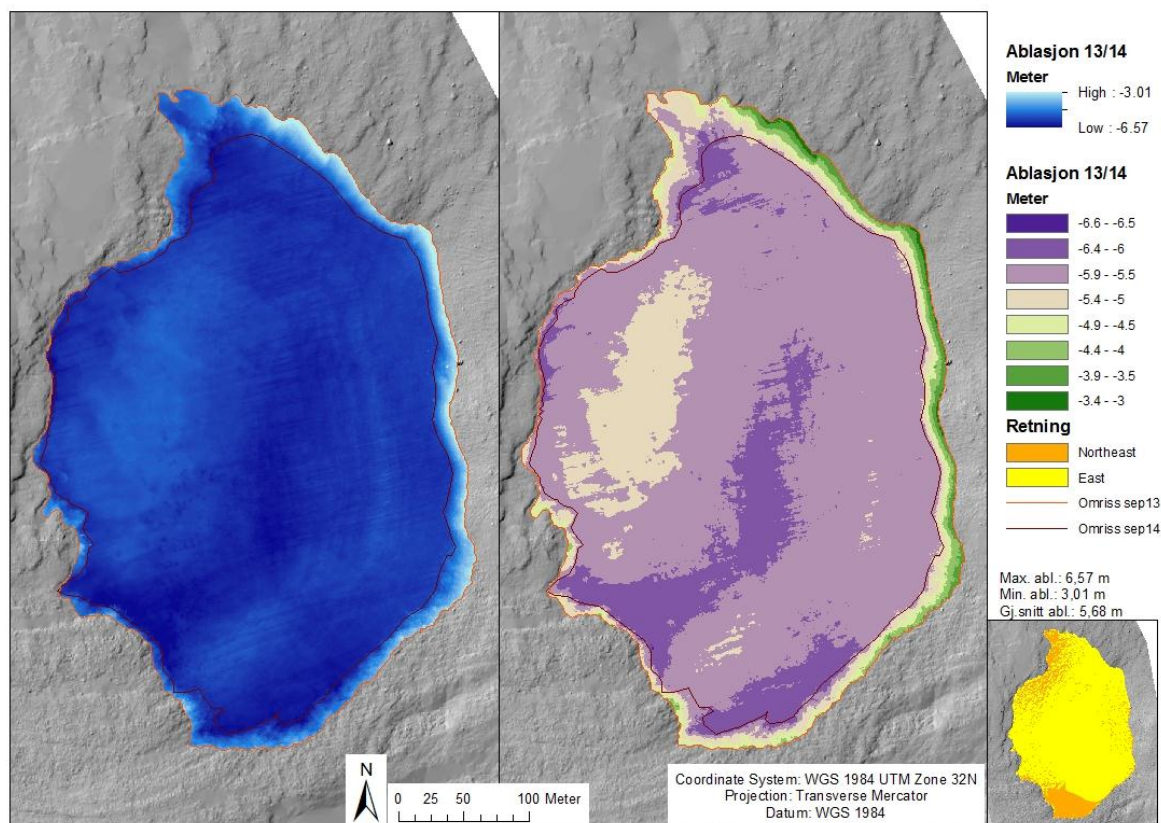 Ablasjon 13/14
Meter
High : -3.01
Low : -6.57
Ablasjon 13/14
Meter
-6.6 - -6.5
-6.4 - -6
-5.9 - -5.5
-5.4 - -5
-4.9 - -4.5
-4.4 - -4
-3.9 - -3.5
-3.4 - -3
Retning
Northeast
East
Omriss sep13
Omriss sep14
Max. abl.: 6,57 m
Min. abl.: 3,01 m
Gj.snitt abl.: 5,68 m
N
0 25 50 100 Meter
Coordinate System: WGS 1984 UTM Zone 32N
Projection: Transverse Mercator
Datum: WGS 1984